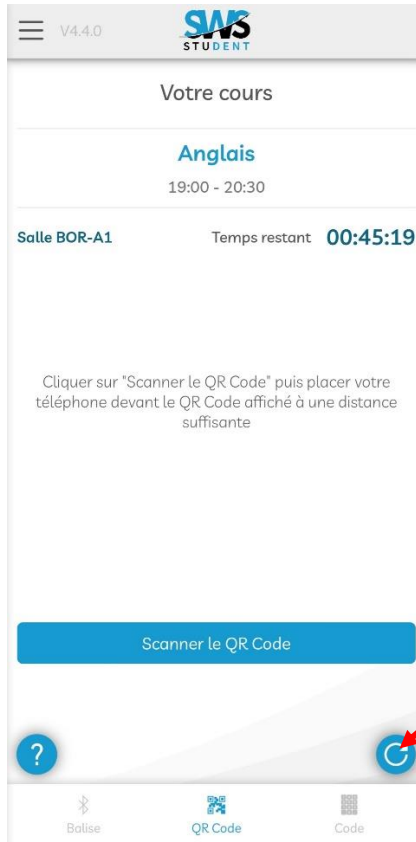 V4.4.0
SWS
STUDENT
Votre cours
Anglais
19:00 - 20:30
Salle BOR-A1 Temps restant 00:45:19
Cliquer sur "Scanner le QR Code" puis placer votre
téléphone devant le QR Code affiché à une distance
suffisante
Scanner le QR Code
?
Balise QR Code Code